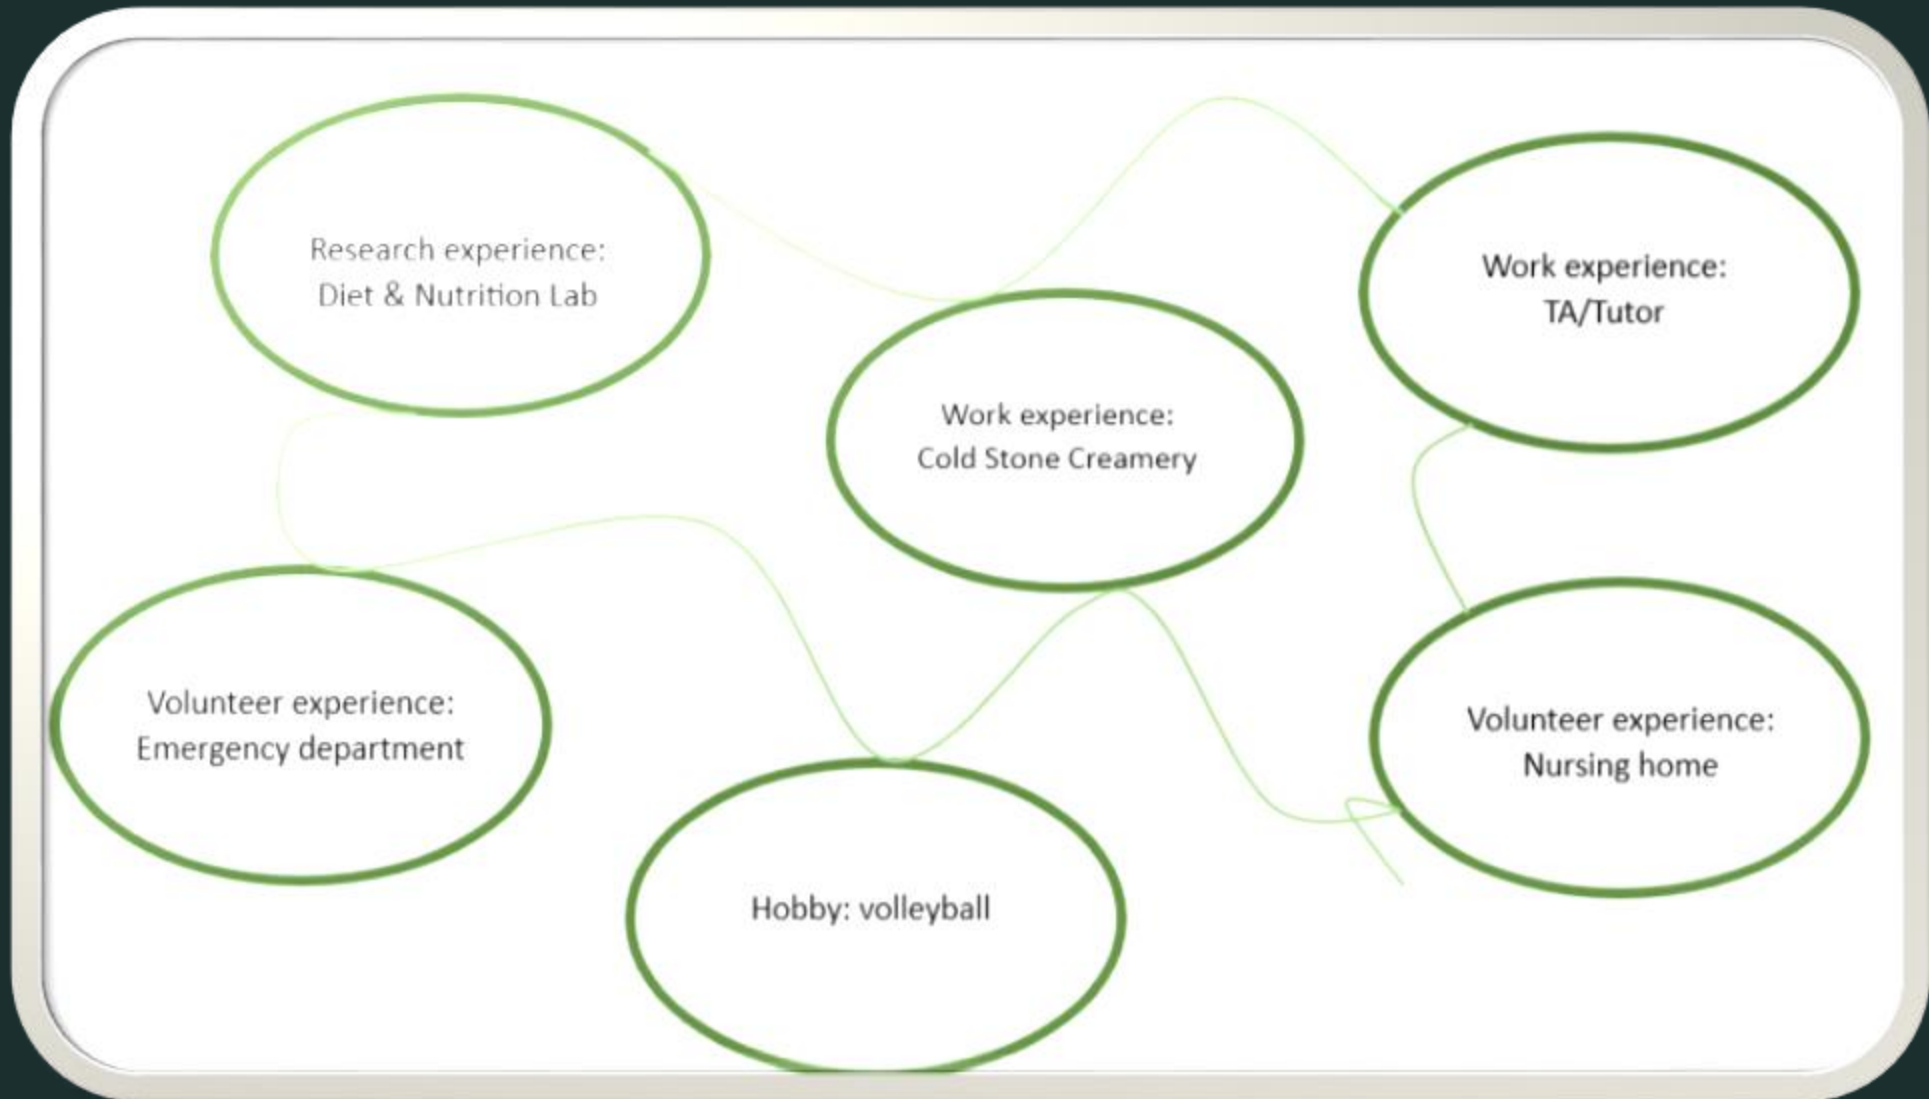 Research experience:
Diet & Nutrition Lab
Work experience:
TA/Tutor
Work experience:
Cold Stone Creamery
Volunteer experience:
Emergency department
Volunteer experience:
Nursing home
Hobby: volleyball